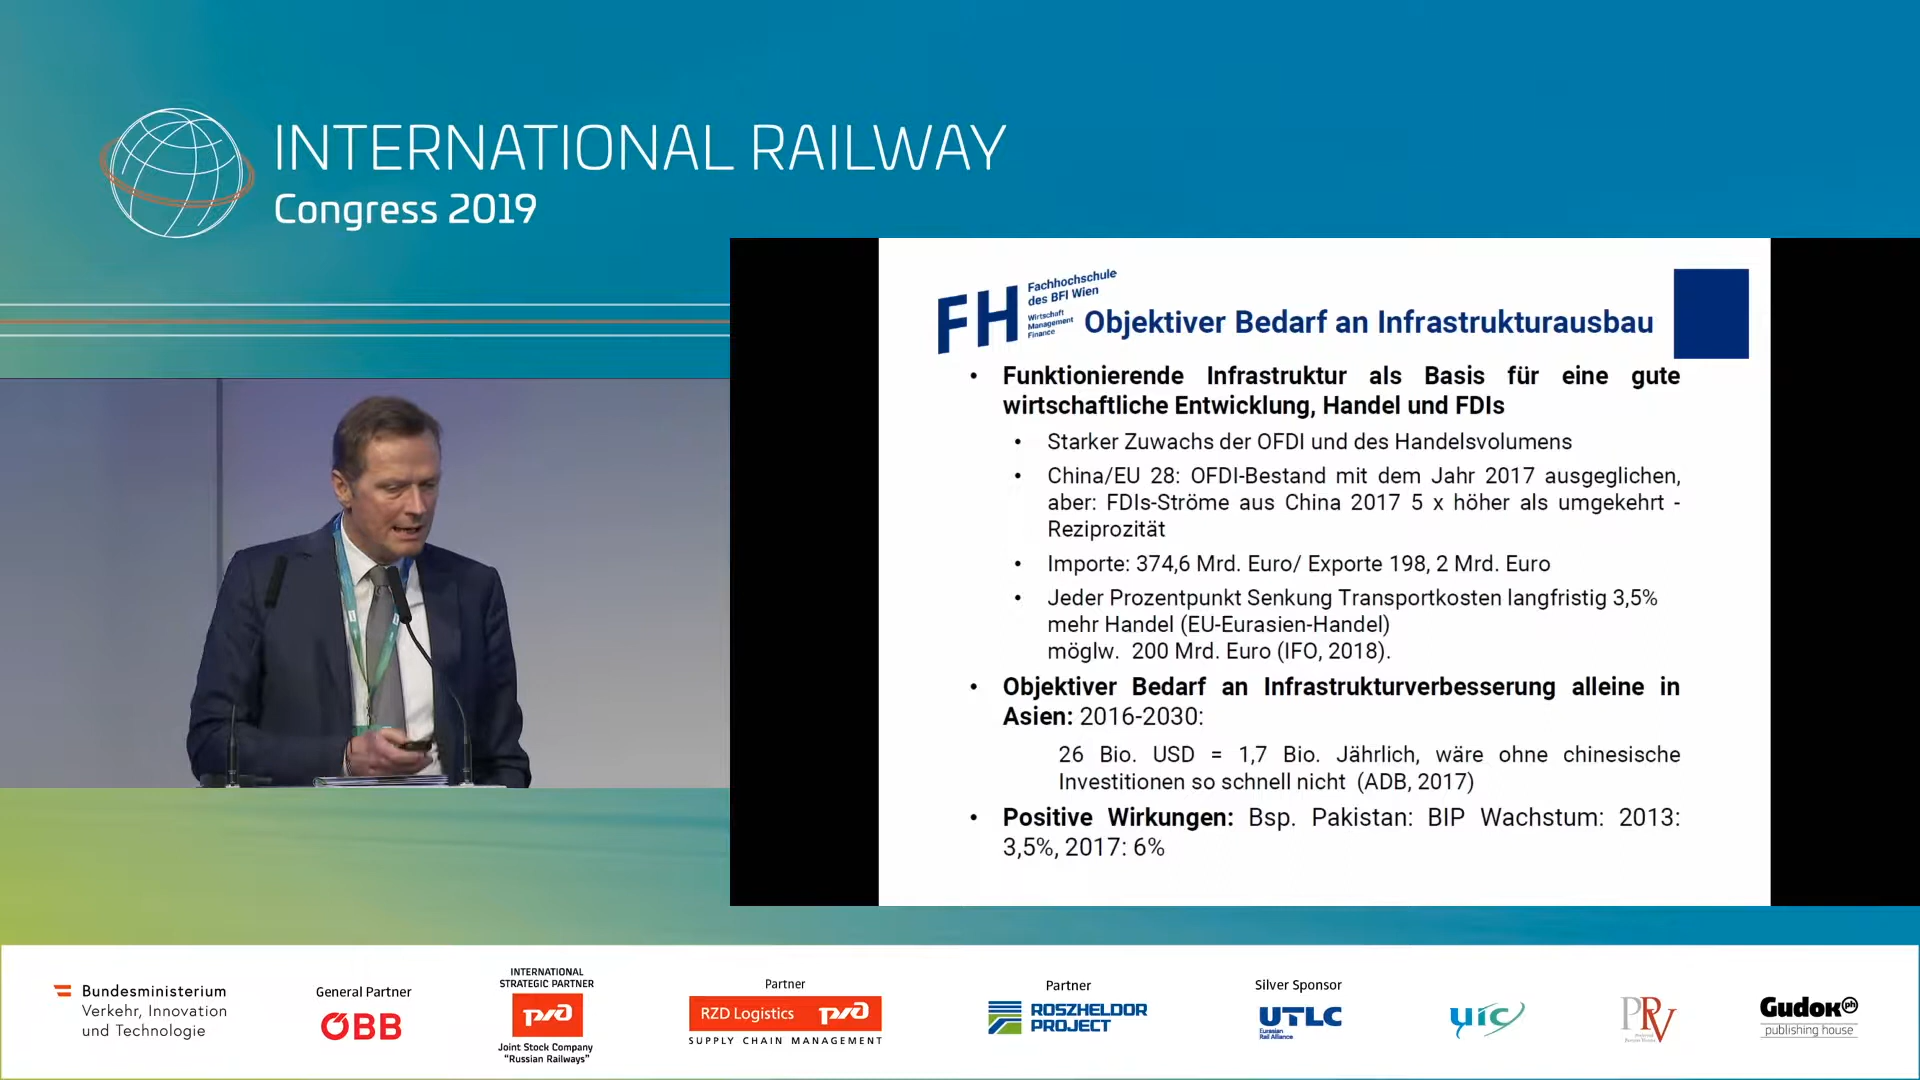 INTERNATIONAL RAILWAY
Congress 2019
FH
Fachhochschule
des BFI Wien
Wirtschaft
Management
Finance
Objektiver Bedarf an Infrastrukturausbau
• Funktionierende Infrastruktur als Basis für eine gute
wirtschaftliche Entwicklung, Handel und FDIs
• Starker Zuwachs der OFDI und des Handelsvolumens
• China/EU 28: OFDI-Bestand mit dem Jahr 2017 ausgeglichen,
aber: FDIs-Ströme aus China 2017 5 x höher als umgekehrt -
Reziprozität
• Importe: 374,6 Mrd. Euro/ Exporte 198, 2 Mrd. Euro
• Jeder Prozentpunkt Senkung Transportkosten langfristig 3,5%
mehr Handel (EU-Eurasien-Handel)
möglw. 200 Mrd. Euro (IFO, 2018).
• Objektiver Bedarf an Infrastrukturverbesserung alleine in
Asien: 2016-2030:
26 Bio. USD = 1,7 Bio. Jährlich, wäre ohne chinesische
Investitionen so schnell nicht (ADB, 2017)
• Positive Wirkungen: Bsp. Pakistan: BIP Wachstum: 2013:
3,5%, 2017: 6%
Bundesministerium
Verkehr, Innovation
und Technologie
General Partner
ÖBB
INTERNATIONAL
STRATEGIC PARTNER
Joint Stock Company
"Russian Railways"
Partner
RZD Logistics
SUPPLY CHAIN MANAGEMENT
Partner
ROSZHELDOR
PROJECT
Silver Sponsor
UTLC
Eurasian
Rail Alliance
uic
PRV
Gudok ph
publishing house